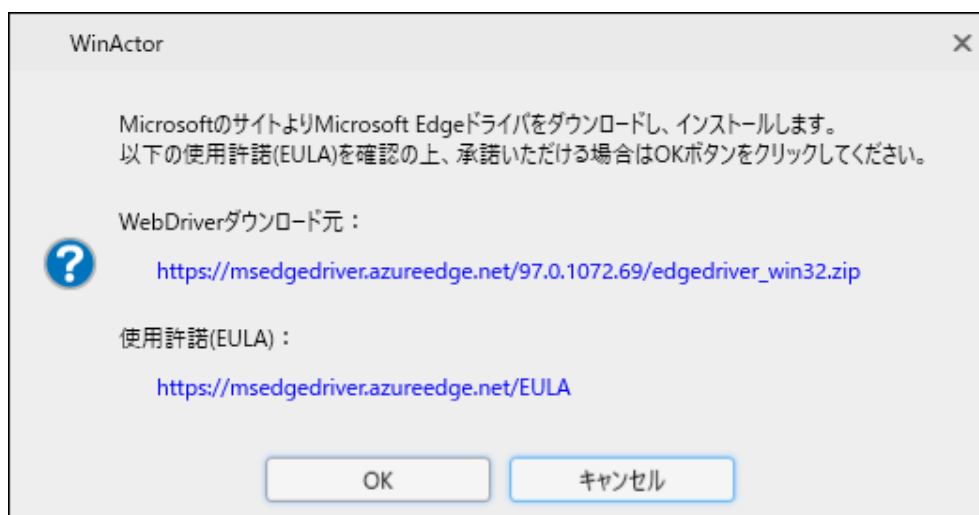 WinActor
MicrosoftのサイトよりMicrosoft Edgeドライバをダウンロードし、インストールします。
以下の使用許諾(EULA)を確認の上、承諾いただける場合はOKボタンをクリックしてください。
WebDriverダウンロード元：
https://msedgedriver.azureedge.net/97.0.1072.69/edgedriver_win32.zip
使用許諾(EULA)：
https://msedgedriver.azureedge.net/EULA
OK
キャンセル